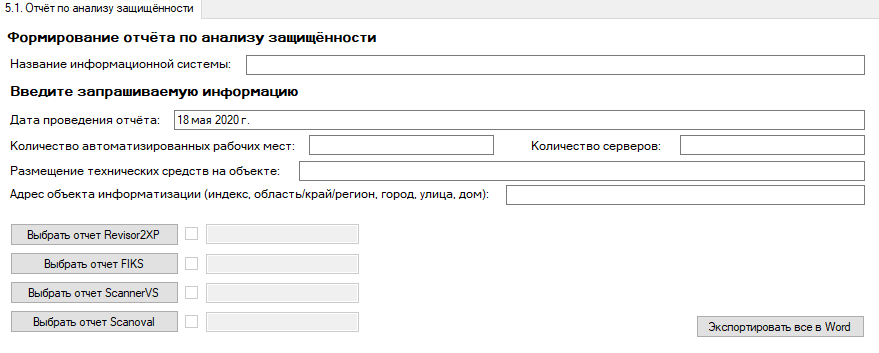 5.1. Отчёт по анализу защищённости
Формирование отчёта по анализу защищённости
Название информационной системы:
Введите запрашиваемую информацию
Дата проведения отчёта: 18 мая 2020 г.
Количество автоматизированных рабочих мест: Количество серверов:
Размещение технических средств на объекте:
Адрес объекта информатизации (индекс, область/край/регион, город, улица, дом):
Выбрать отчет Revisor2XP
Выбрать отчет FIKS
Выбрать отчет ScannerVS
Выбрать отчет Scanoval
Экспортировать все в Word